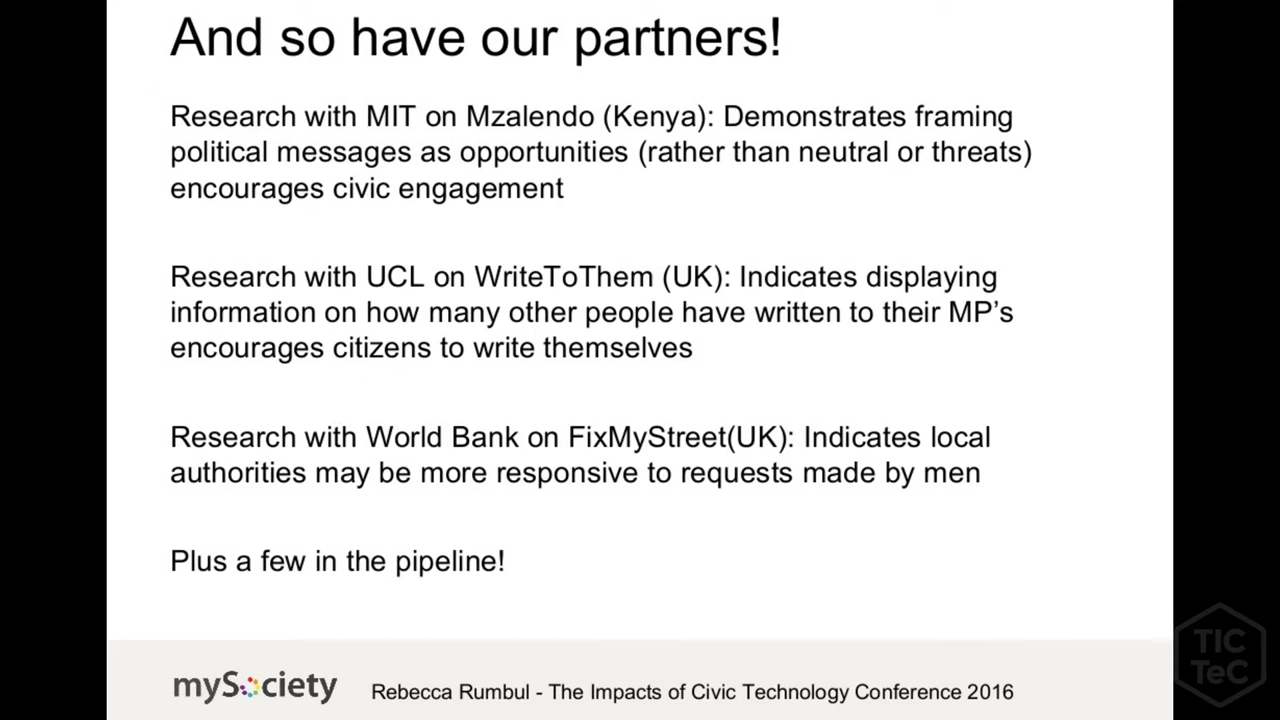 And so have our partners!
Research with MIT on Mzalendo (Kenya): Demonstrates framing
political messages as opportunities (rather than neutral or threats)
encourages civic engagement
Research with UCL on WriteToThem (UK): Indicates displaying
information on how many other people have written to their MP’s
encourages citizens to write themselves
Research with World Bank on FixMyStreet(UK): Indicates local
authorities may be more responsive to requests made by men
Plus a few in the pipeline!
mySociety
Rebecca Rumbul - The Impacts of Civic Technology Conference 2016
TIC
TeC